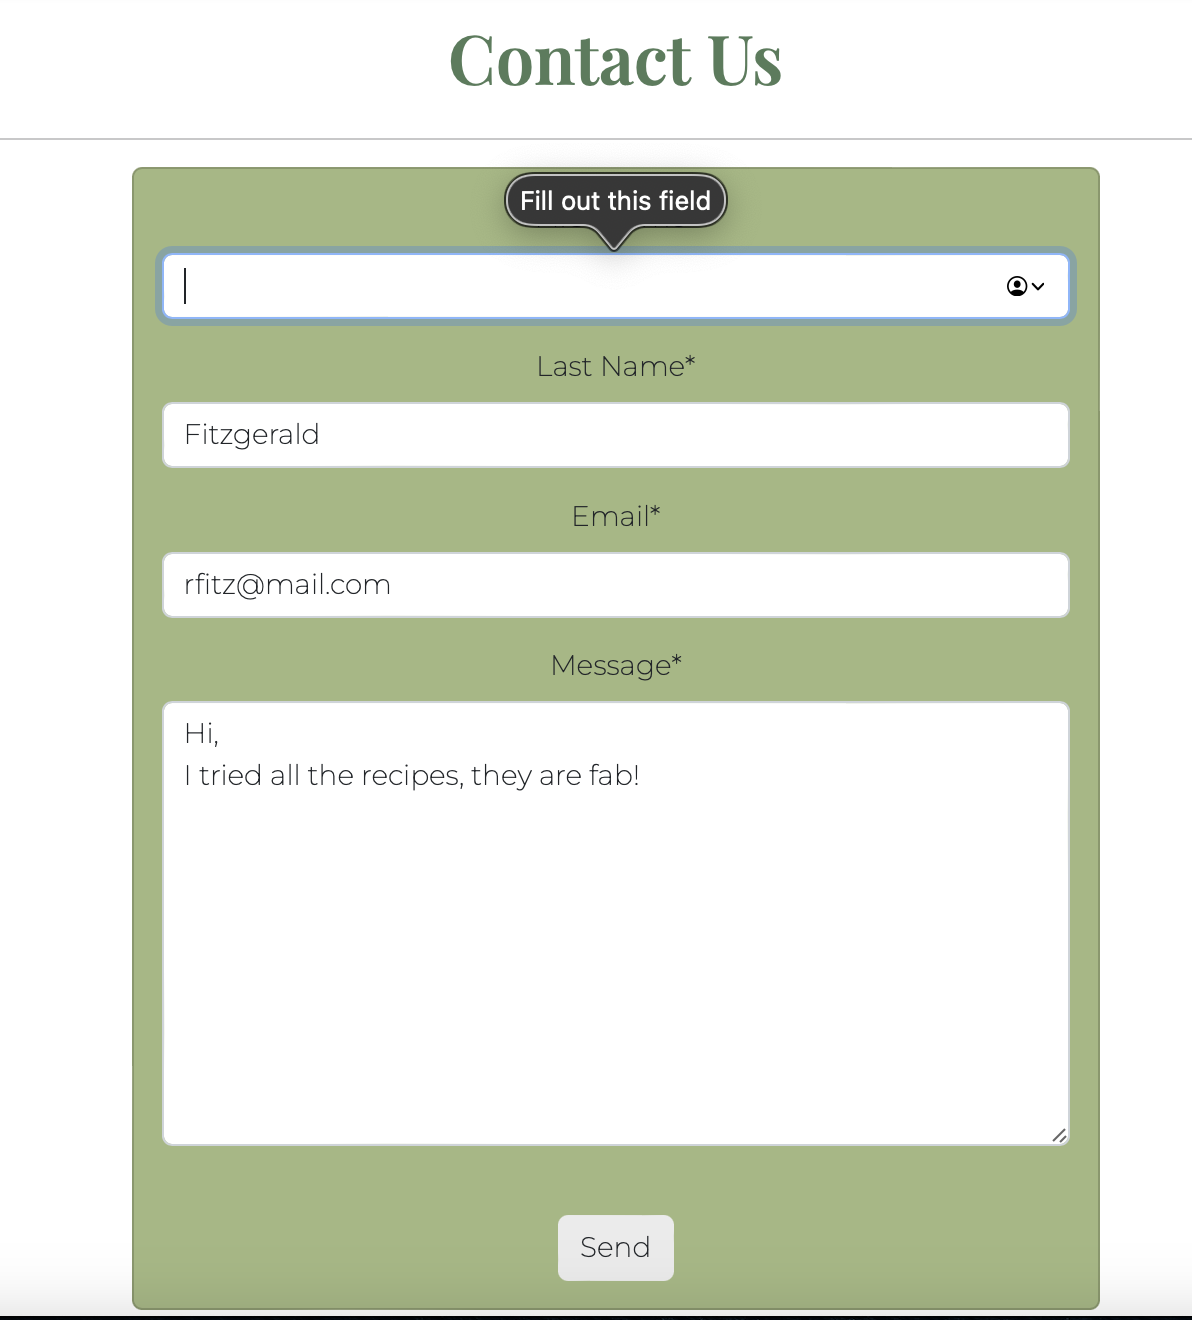 Contact Us
Fill out this field
Last Name*
Fitzgerald
Email*
rfitz@mail.com
Message*
Hi,
I tried all the recipes, they are fab!
Send